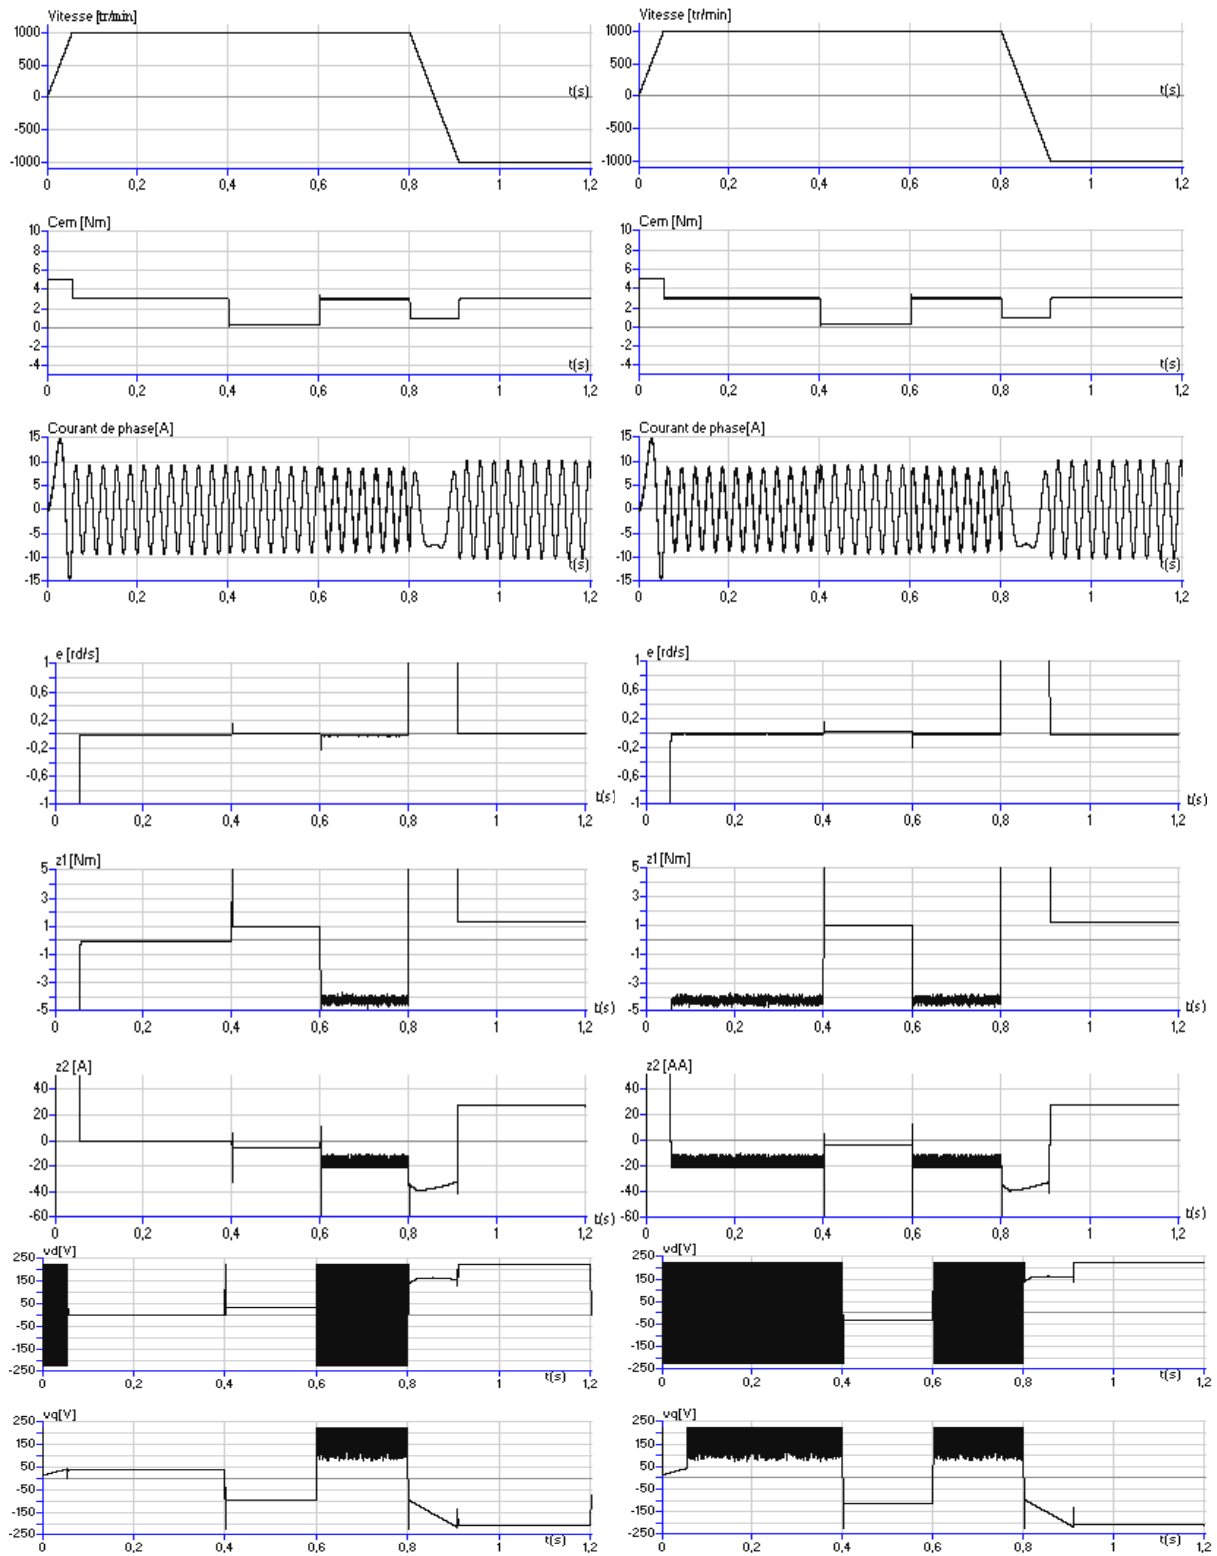 Vitesse [tr/min]
1000
500
0
-500
-1000
t(s)
0 0,2 0,4 0,6 0,8 1 1,2
Vitesse [tr/min]
1000
500
0
-500
-1000
t(s)
0 0,2 0,4 0,6 0,8 1 1,2
Cem [Nm]
10
8
6
4
2
0
-2
-4
t(s)
0 0,2 0,4 0,6 0,8 1 1,2
Cem [Nm]
10
8
6
4
2
0
-2
-4
t(s)
0 0,2 0,4 0,6 0,8 1 1,2
Courant de phase[A]
15
10
5
0
-5
-10
-15
t(s)
0 0,2 0,4 0,6 0,8 1 1,2
Courant de phase[A]
15
10
5
0
-5
-10
-15
t(s)
0 0,2 0,4 0,6 0,8 1 1,2
e [rd/s]
1
0,6
0,2
-0,2
-0,6
-1
t(s)
0 0,2 0,4 0,6 0,8 1 1,2
e [rd/s]
1
0,6
0,2
-0,2
-0,6
-1
t(s)
0 0,2 0,4 0,6 0,8 1 1,2
z1 [Nm]
5
3
1
-1
-3
-5
t(s)
0 0,2 0,4 0,6 0,8 1 1,2
z1 [Nm]
5
3
1
-1
-3
-5
t(s)
0 0,2 0,4 0,6 0,8 1 1,2
z2 [A]
40
20
0
-20
-40
-60
t(s)
0 0,2 0,4 0,6 0,8 1 1,2
z2 [AA]
40
20
0
-20
-40
-60
t(s)
0 0,2 0,4 0,6 0,8 1 1,2
vd[V]
250
150
50
-50
-150
-250
t(s)
0 0,2 0,4 0,6 0,8 1 1,2
vd[V]
250
150
50
-50
-150
-250
t(s)
0 0,2 0,4 0,6 0,8 1 1,2
vq[V]
250
150
50
-50
-150
-250
t(s)
0 0,2 0,4 0,6 0,8 1 1,2
vq[V]
250
150
50
-50
-150
-250
t(s)
0 0,2 0,4 0,6 0,8 1 1,2